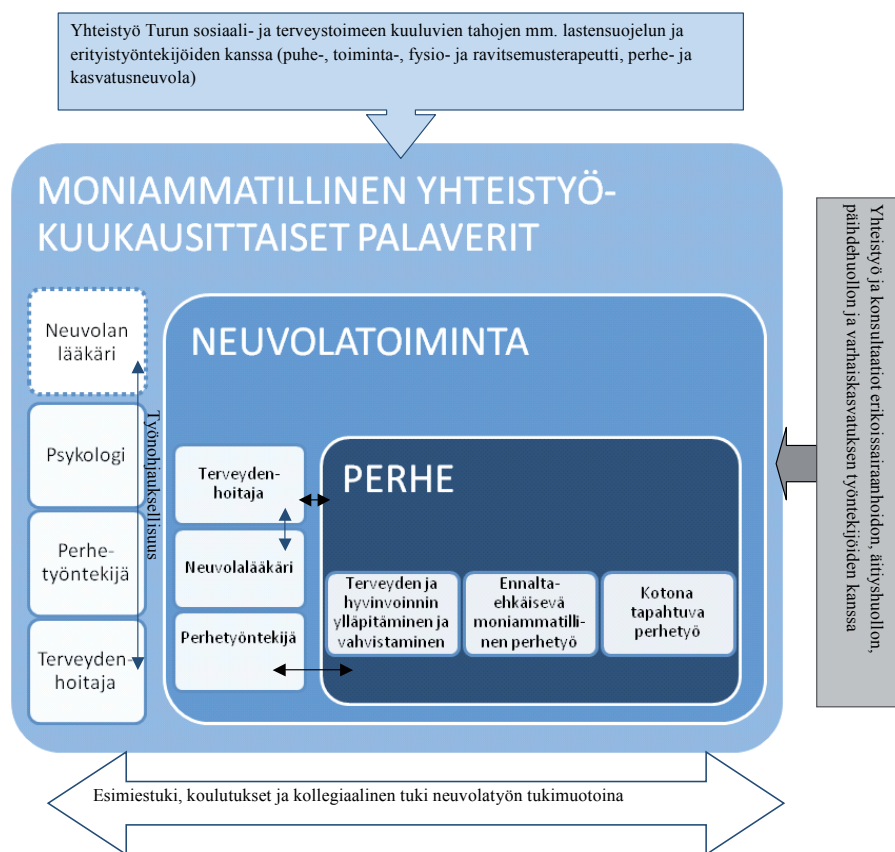 Yhteistyö Turun sosiaali- ja terveystoimeen kuuluvien tahojen mm. lastensuojelun ja
erityistyöntekijöiden kanssa (puhe-, toiminta-, fysio- ja ravitsemusterapeutti, perhe- ja
kasvatusneuvola)
MONIAMMATILLINEN YHTEISTYÖ-
KUUKAUSITTAISET PALAVERIT
Neuvolan
lääkäri
Psykologi
Perhe-
työntekijä
Terveyden-
hoitaja
Työnohjauksellisuus
NEUVOLATOIMINTA
Terveyden-
hoitaja
Neuvolalääkäri
Perhetyöntekijä
PERHE
Terveyden ja
hyvinvoinnin
ylläpitäminen ja
vahvistaminen
Ennalta-
ehkäisevä
moniammatilli-
nen perhetyö
Kotona
tapahtuva
perhetyö
Yhteistyö ja konsultaatiot erikoissairaanhoidon, äitiyshuollon,
päihdehuollon ja varhaiskasvatuksen työntekijöiden kanssa
Esimiestuki, koulutukset ja kollegiaalinen tuki neuvolatyön tukimuotoina